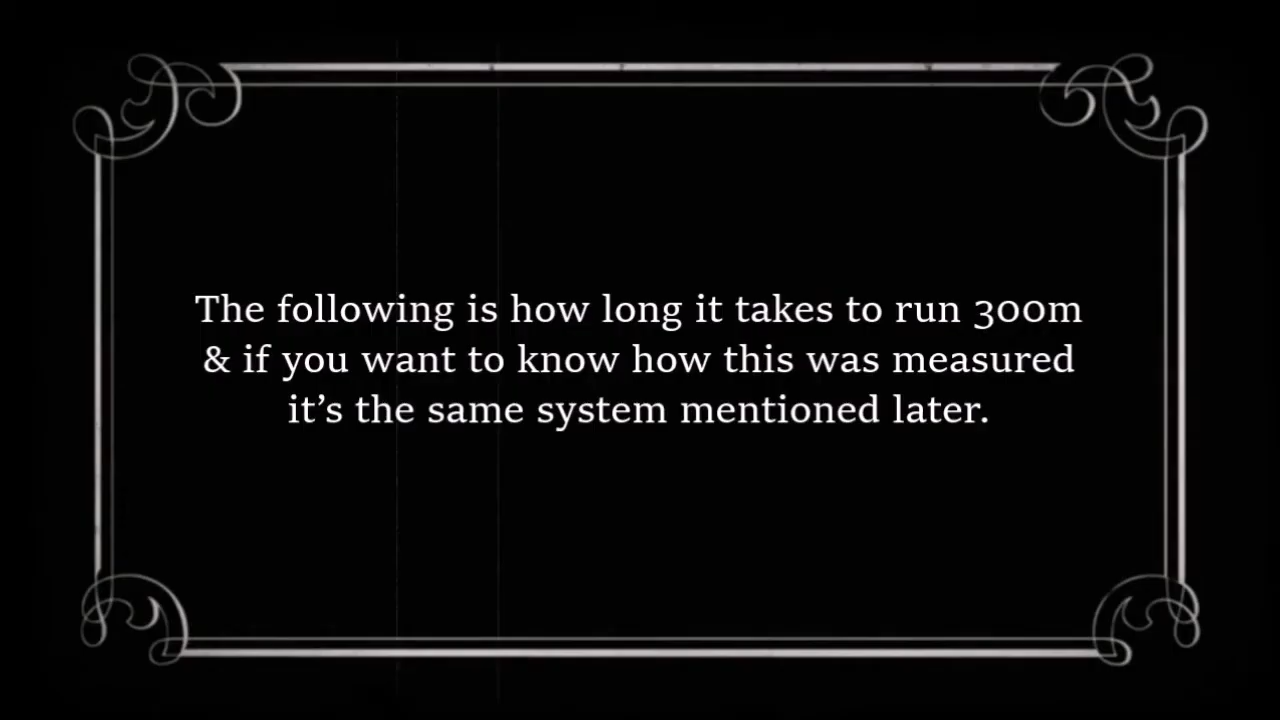 The following is how long it takes to run 300m
& if you want to know how this was measured
it’s the same system mentioned later.